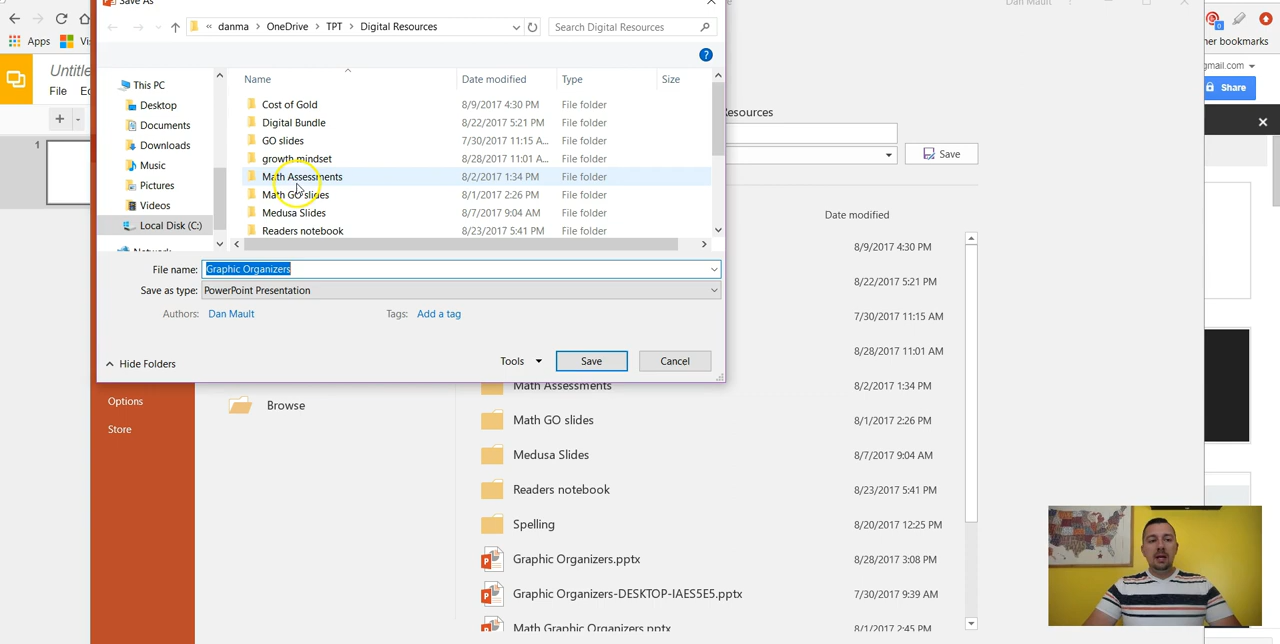 Save As
Dan Mault
?
« danma > OneDrive > TPT > Digital Resources
Search Digital Resources
Apps
her bookmarks
Untitle
gmail.com
File
Share
?
This PC
Desktop
Documents
Downloads
Music
Pictures
Videos
Local Disk (C:)
Name Date modified Type Size
Cost of Gold 8/9/2017 4:30 PM File folder
Digital Bundle 8/22/2017 5:21 PM File folder
GO slides 7/30/2017 11:15 A... File folder
growth mindset 8/28/2017 11:01 A... File folder
Math Assessments 8/2/2017 1:34 PM File folder
Math GO slides 8/1/2017 2:26 PM File folder
Medusa Slides 8/7/2017 9:04 AM File folder
Readers notebook 8/23/2017 5:41 PM File folder
File name: Graphic Organizers
Save as type: PowerPoint Presentation
Authors: Dan Mault Tags: Add a tag
Hide Folders
Tools Save Cancel
Resources
Save
Date modified
8/9/2017 4:30 PM
8/22/2017 5:21 PM
7/30/2017 11:15 AM
8/28/2017 11:01 AM
Math Assessments 8/2/2017 1:34 PM
Options
Browse
Store
Math GO slides 8/1/2017 2:26 PM
Medusa Slides 8/7/2017 9:04 AM
Readers notebook 8/23/2017 5:41 PM
Spelling 8/20/2017 12:25 PM
Graphic Organizers.pptx 8/28/2017 3:08 PM
Graphic Organizers-DESKTOP-IAES5E5.pptx 7/30/2017 9:39 AM
Math Graphic Organizers.pptx 8/1/2017 2:45 PM
1